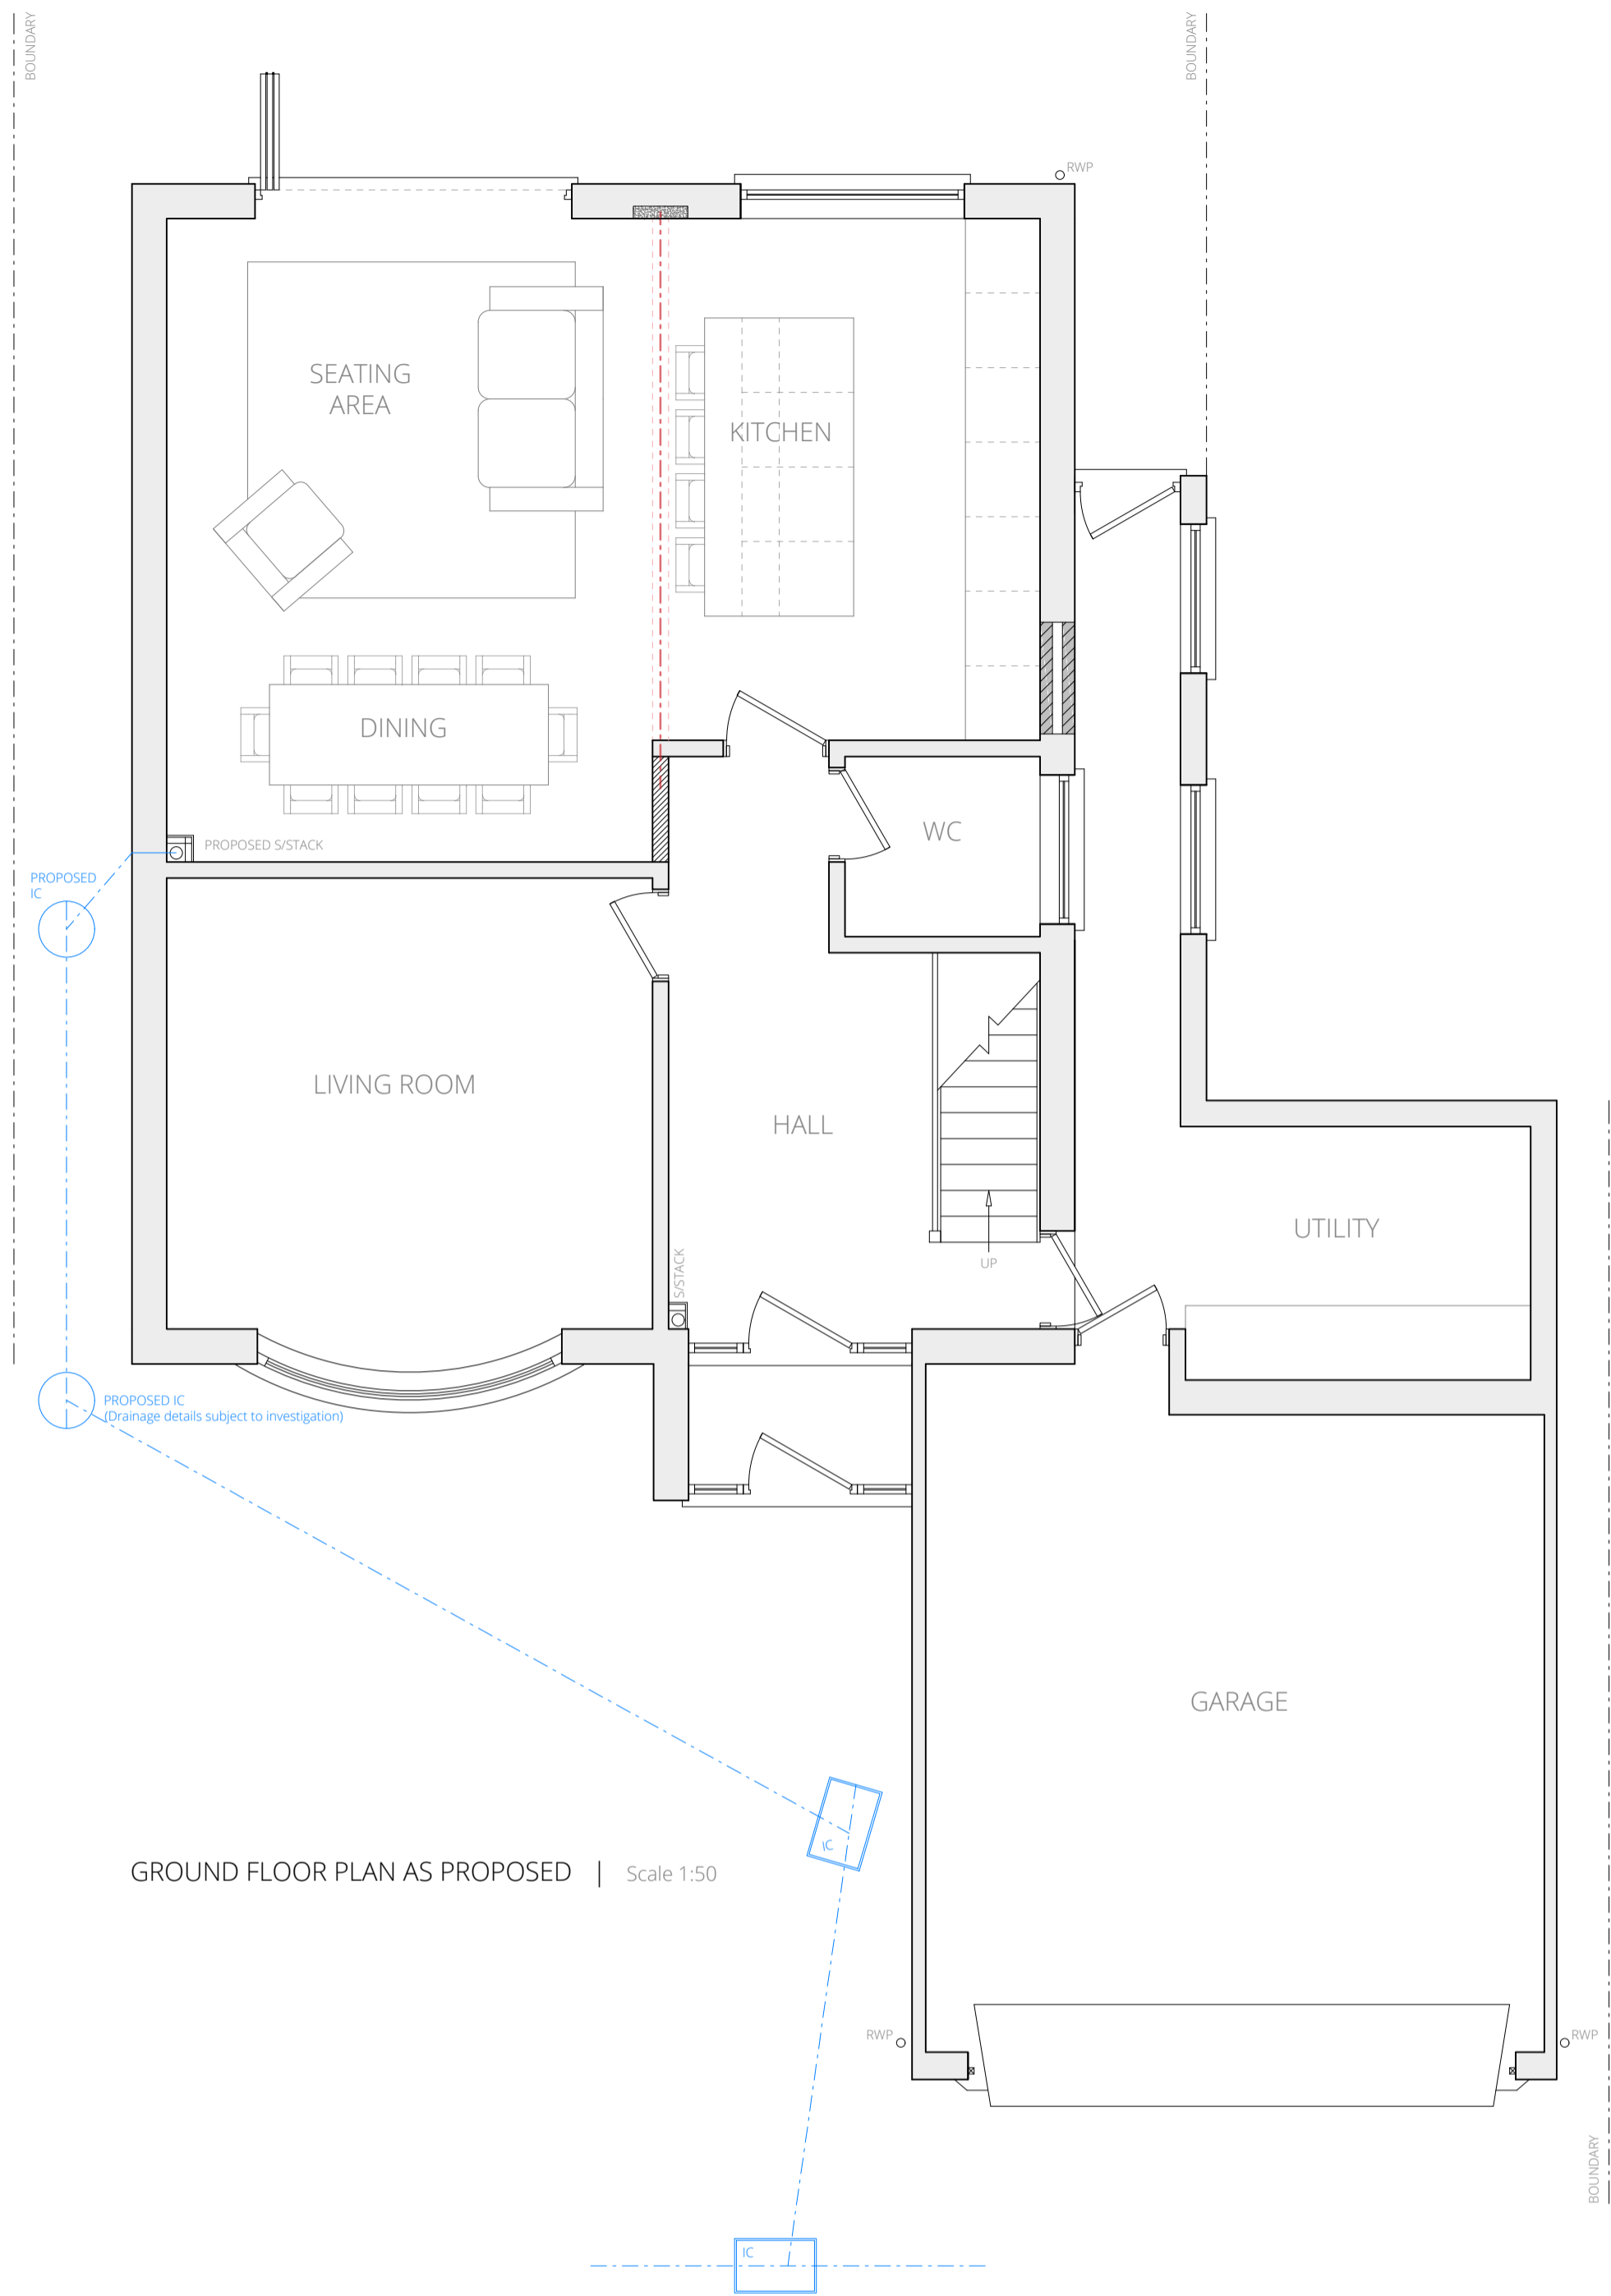 BOUNDARY
BOUNDARY
RWP
SEATING
AREA
KITCHEN
DINING
WC
PROPOSED S/STACK
PROPOSED
IC
LIVING ROOM
HALL
UTILITY
S/STACK
UP
PROPOSED IC
(Drainage details subject to investigation)
GARAGE
IC
GROUND FLOOR PLAN AS PROPOSED | Scale 1:50
RWP
RWP
BOUNDARY
IC